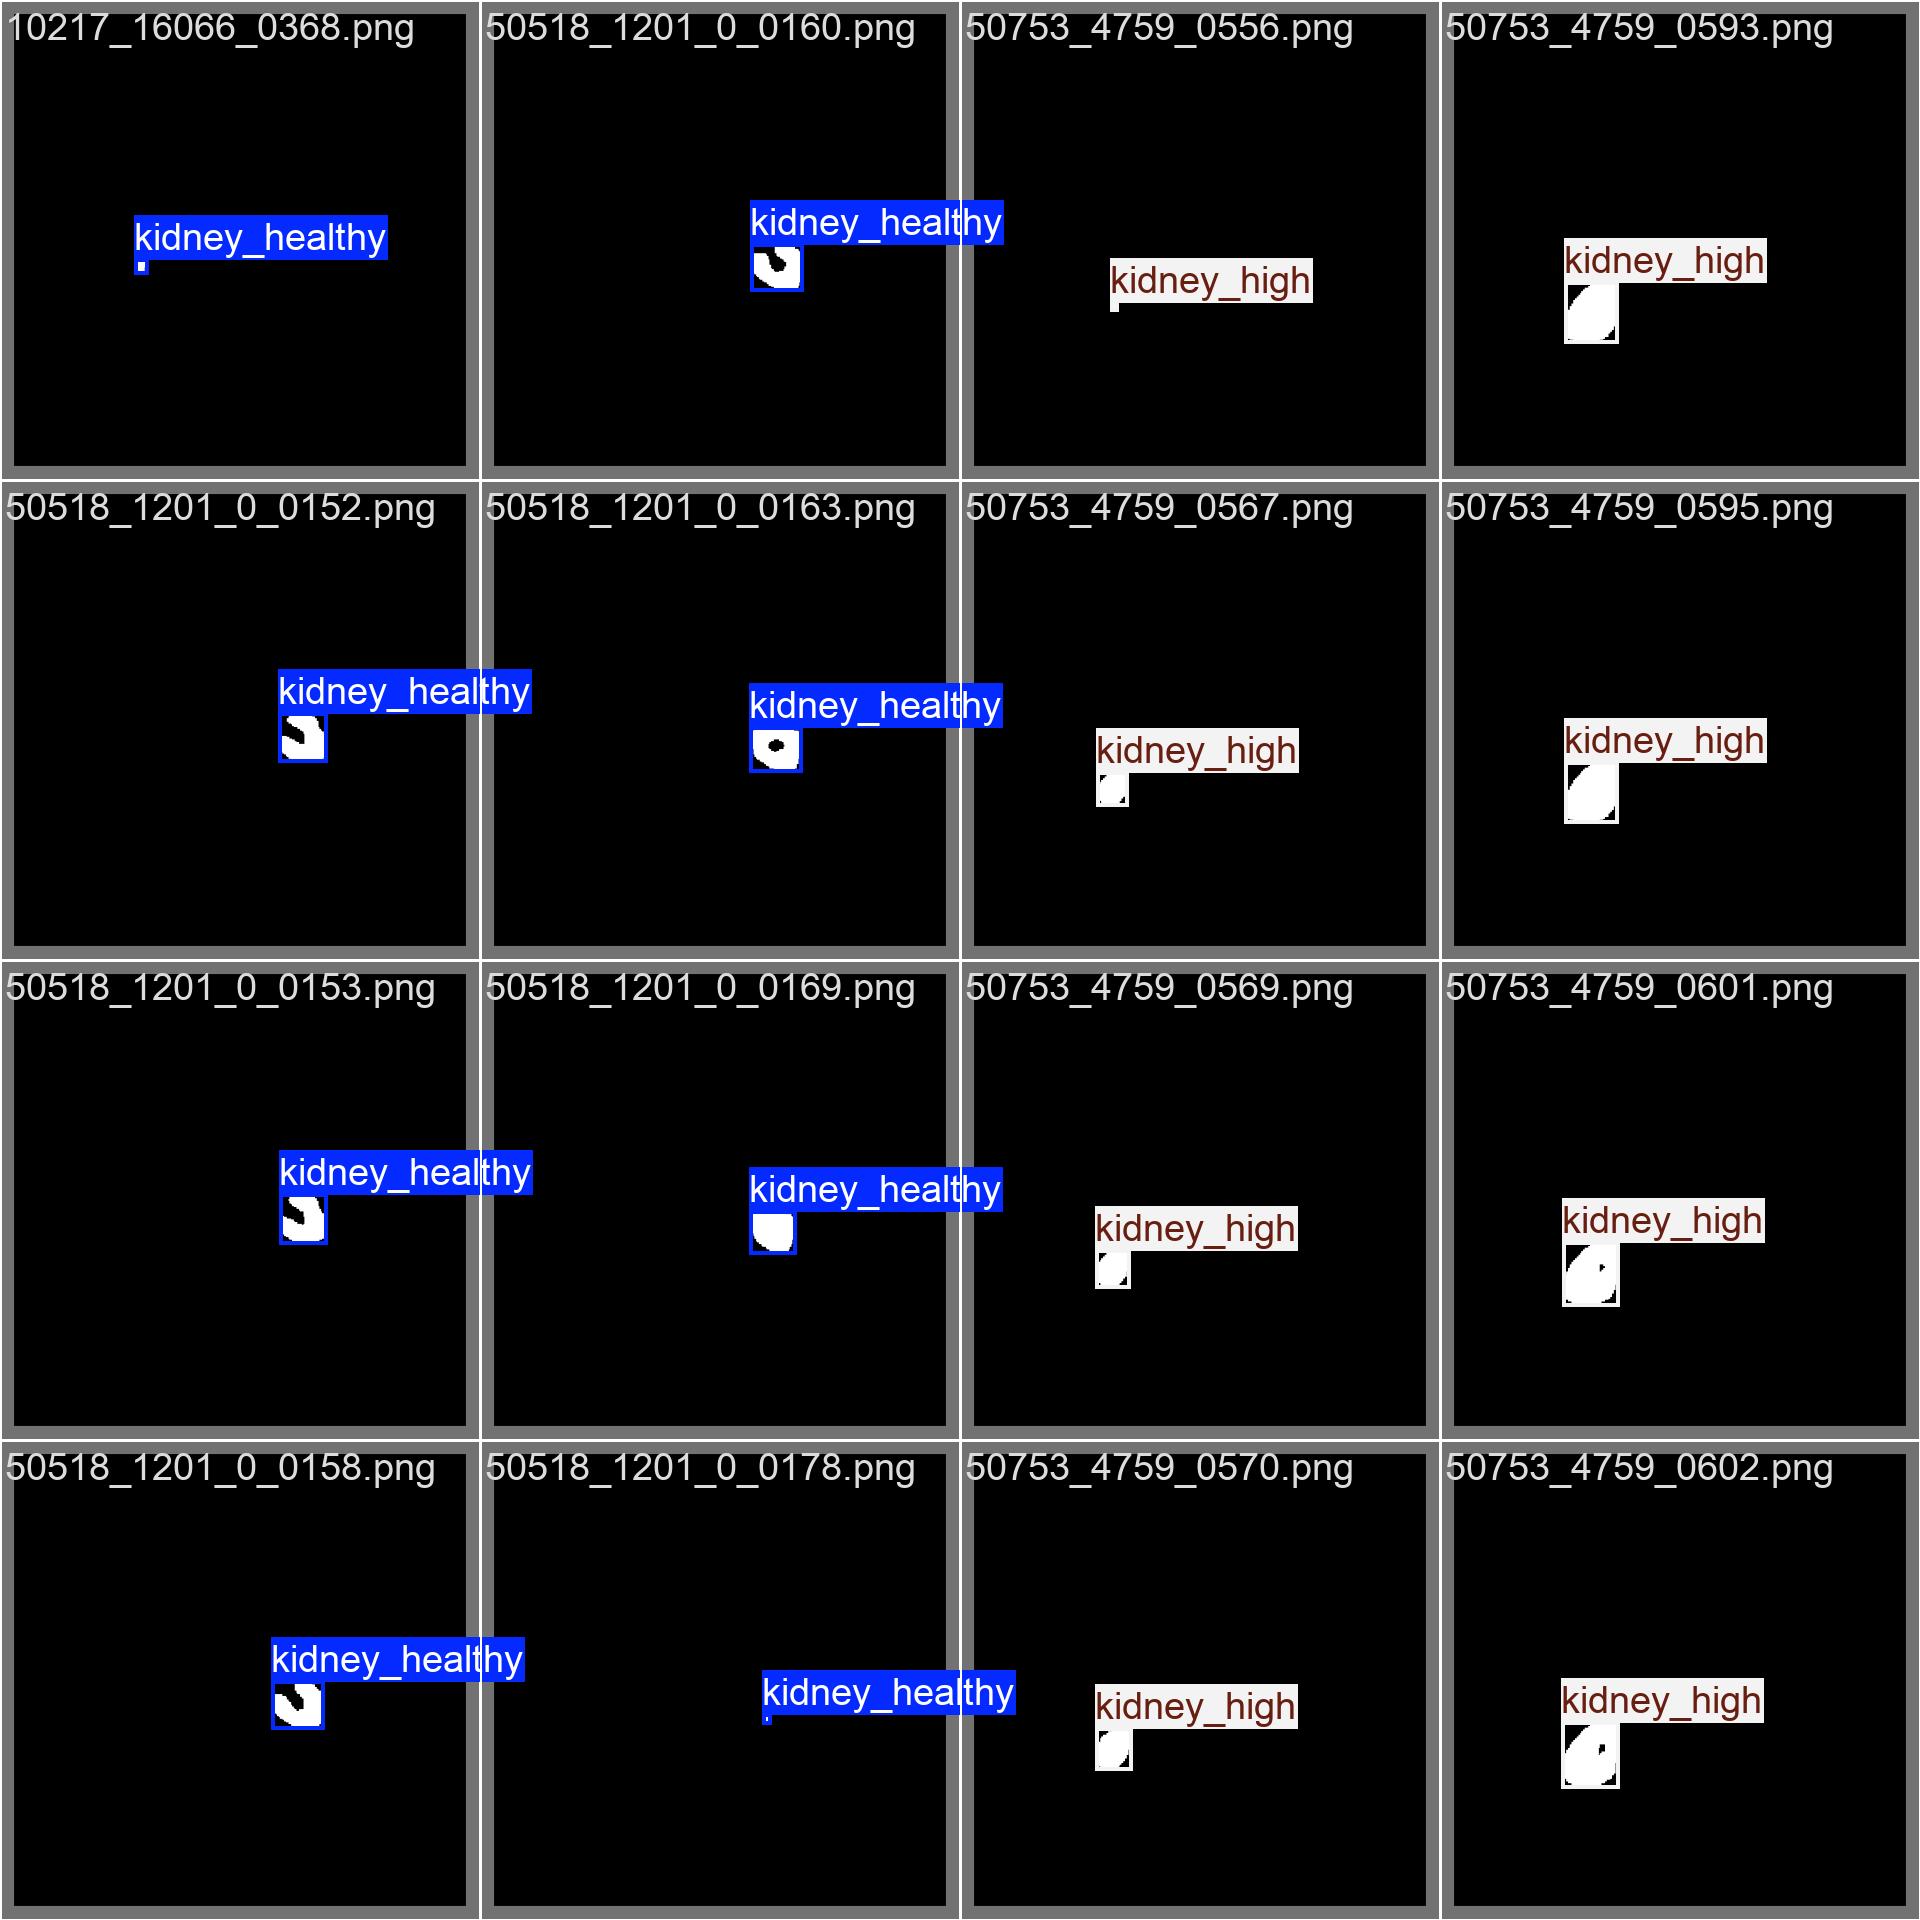 10217_16066_0368.png
kidney_healthy
50518_1201_0_0160.png
kidney_healthy
50753_4759_0556.png
kidney_high
50753_4759_0593.png
kidney_high
50518_1201_0_0152.png
kidney_healthy
50518_1201_0_0163.png
kidney_healthy
50753_4759_0567.png
kidney_high
50753_4759_0595.png
kidney_high
50518_1201_0_0153.png
kidney_healthy
50518_1201_0_0169.png
kidney_healthy
50753_4759_0569.png
kidney_high
50753_4759_0601.png
kidney_high
50518_1201_0_0158.png
kidney_healthy
50518_1201_0_0178.png
kidney_healthy
50753_4759_0570.png
kidney_high
50753_4759_0602.png
kidney_high